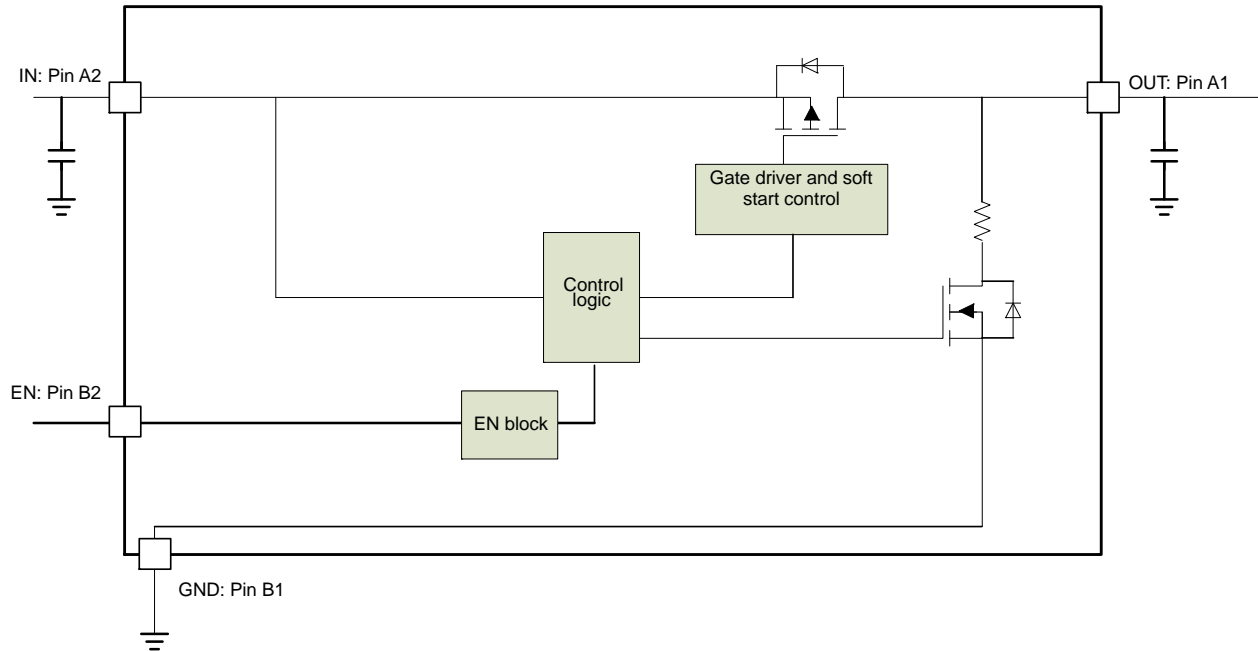 IN: Pin A2
OUT: Pin A1
Gate driver and soft
start control
Control
logic
EN: Pin B2
EN block
GND: Pin B1